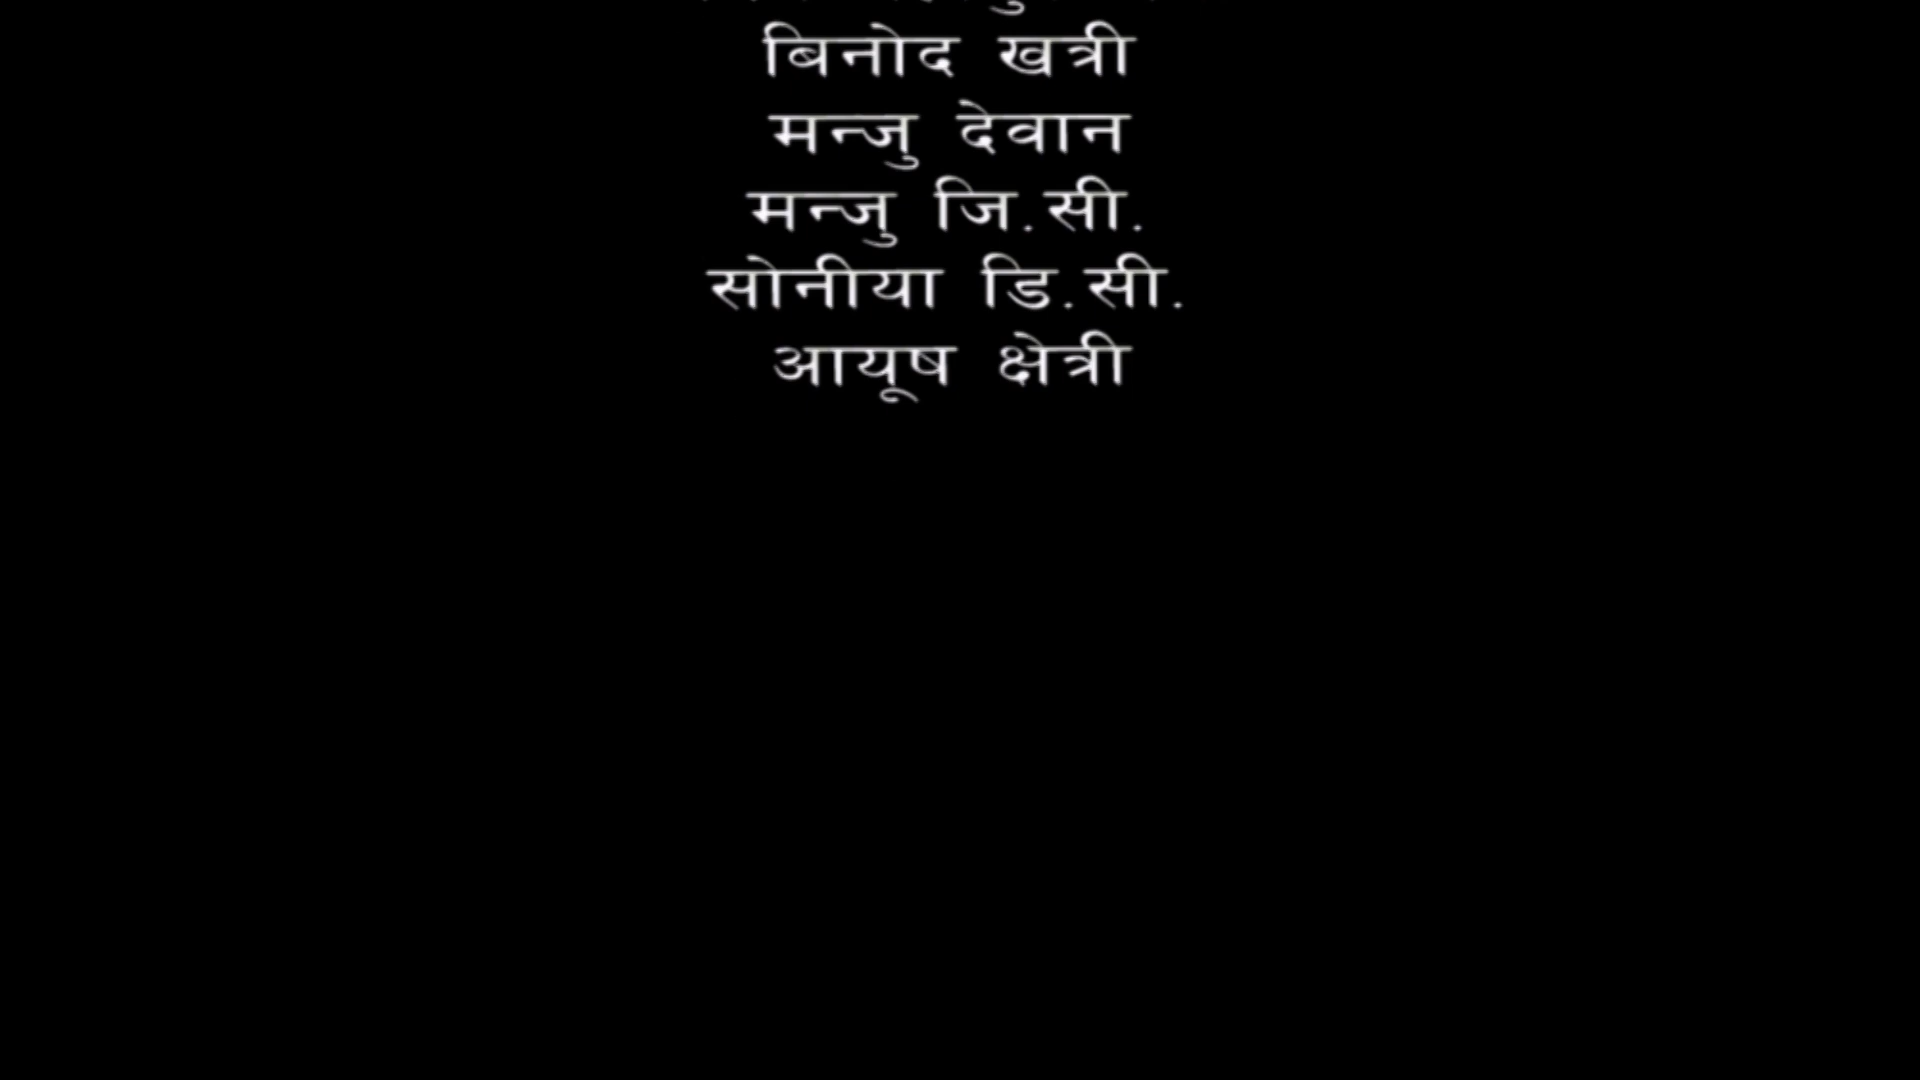 बिनोद खत्री
मन्जु देवान
मन्जु जि.सी.
सोनीया डि.सी.
आयूष क्षेत्री